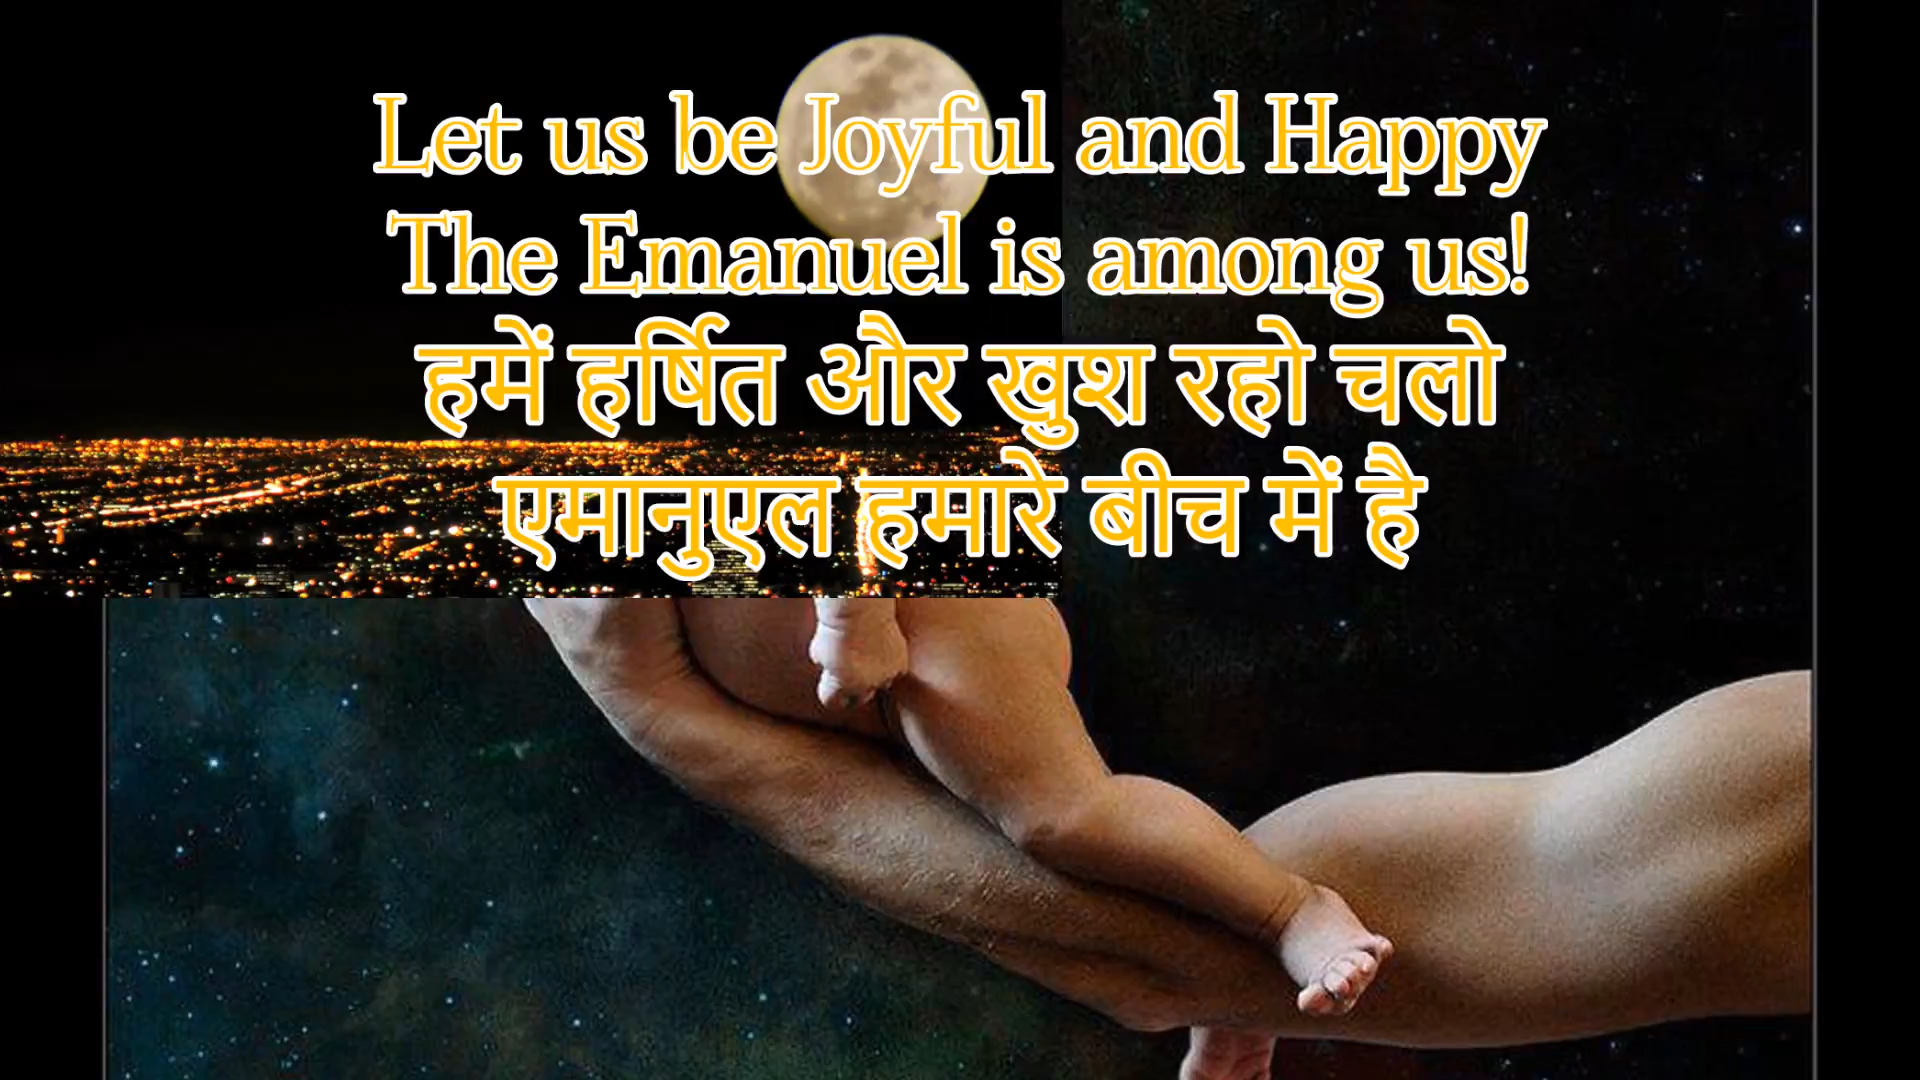 Let us be Joyful and Happy
The Emanuel is among us!
हमें हर्षित और खुश रहो चलो
एमानुएल हमारे बीच में है